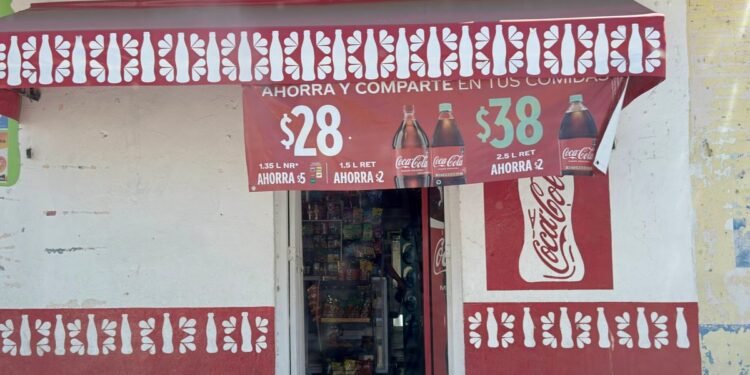 AHORRA Y COMPARTE EN TUS COMIDAS
$28.
1.35 L NR*
AHORRA $5
1.5 L RET
AHORRA $2
$38
2.5 L RET
AHORRA $2
Coca-Cola
Coca-Cola
Coca-Cola
Coca-Cola